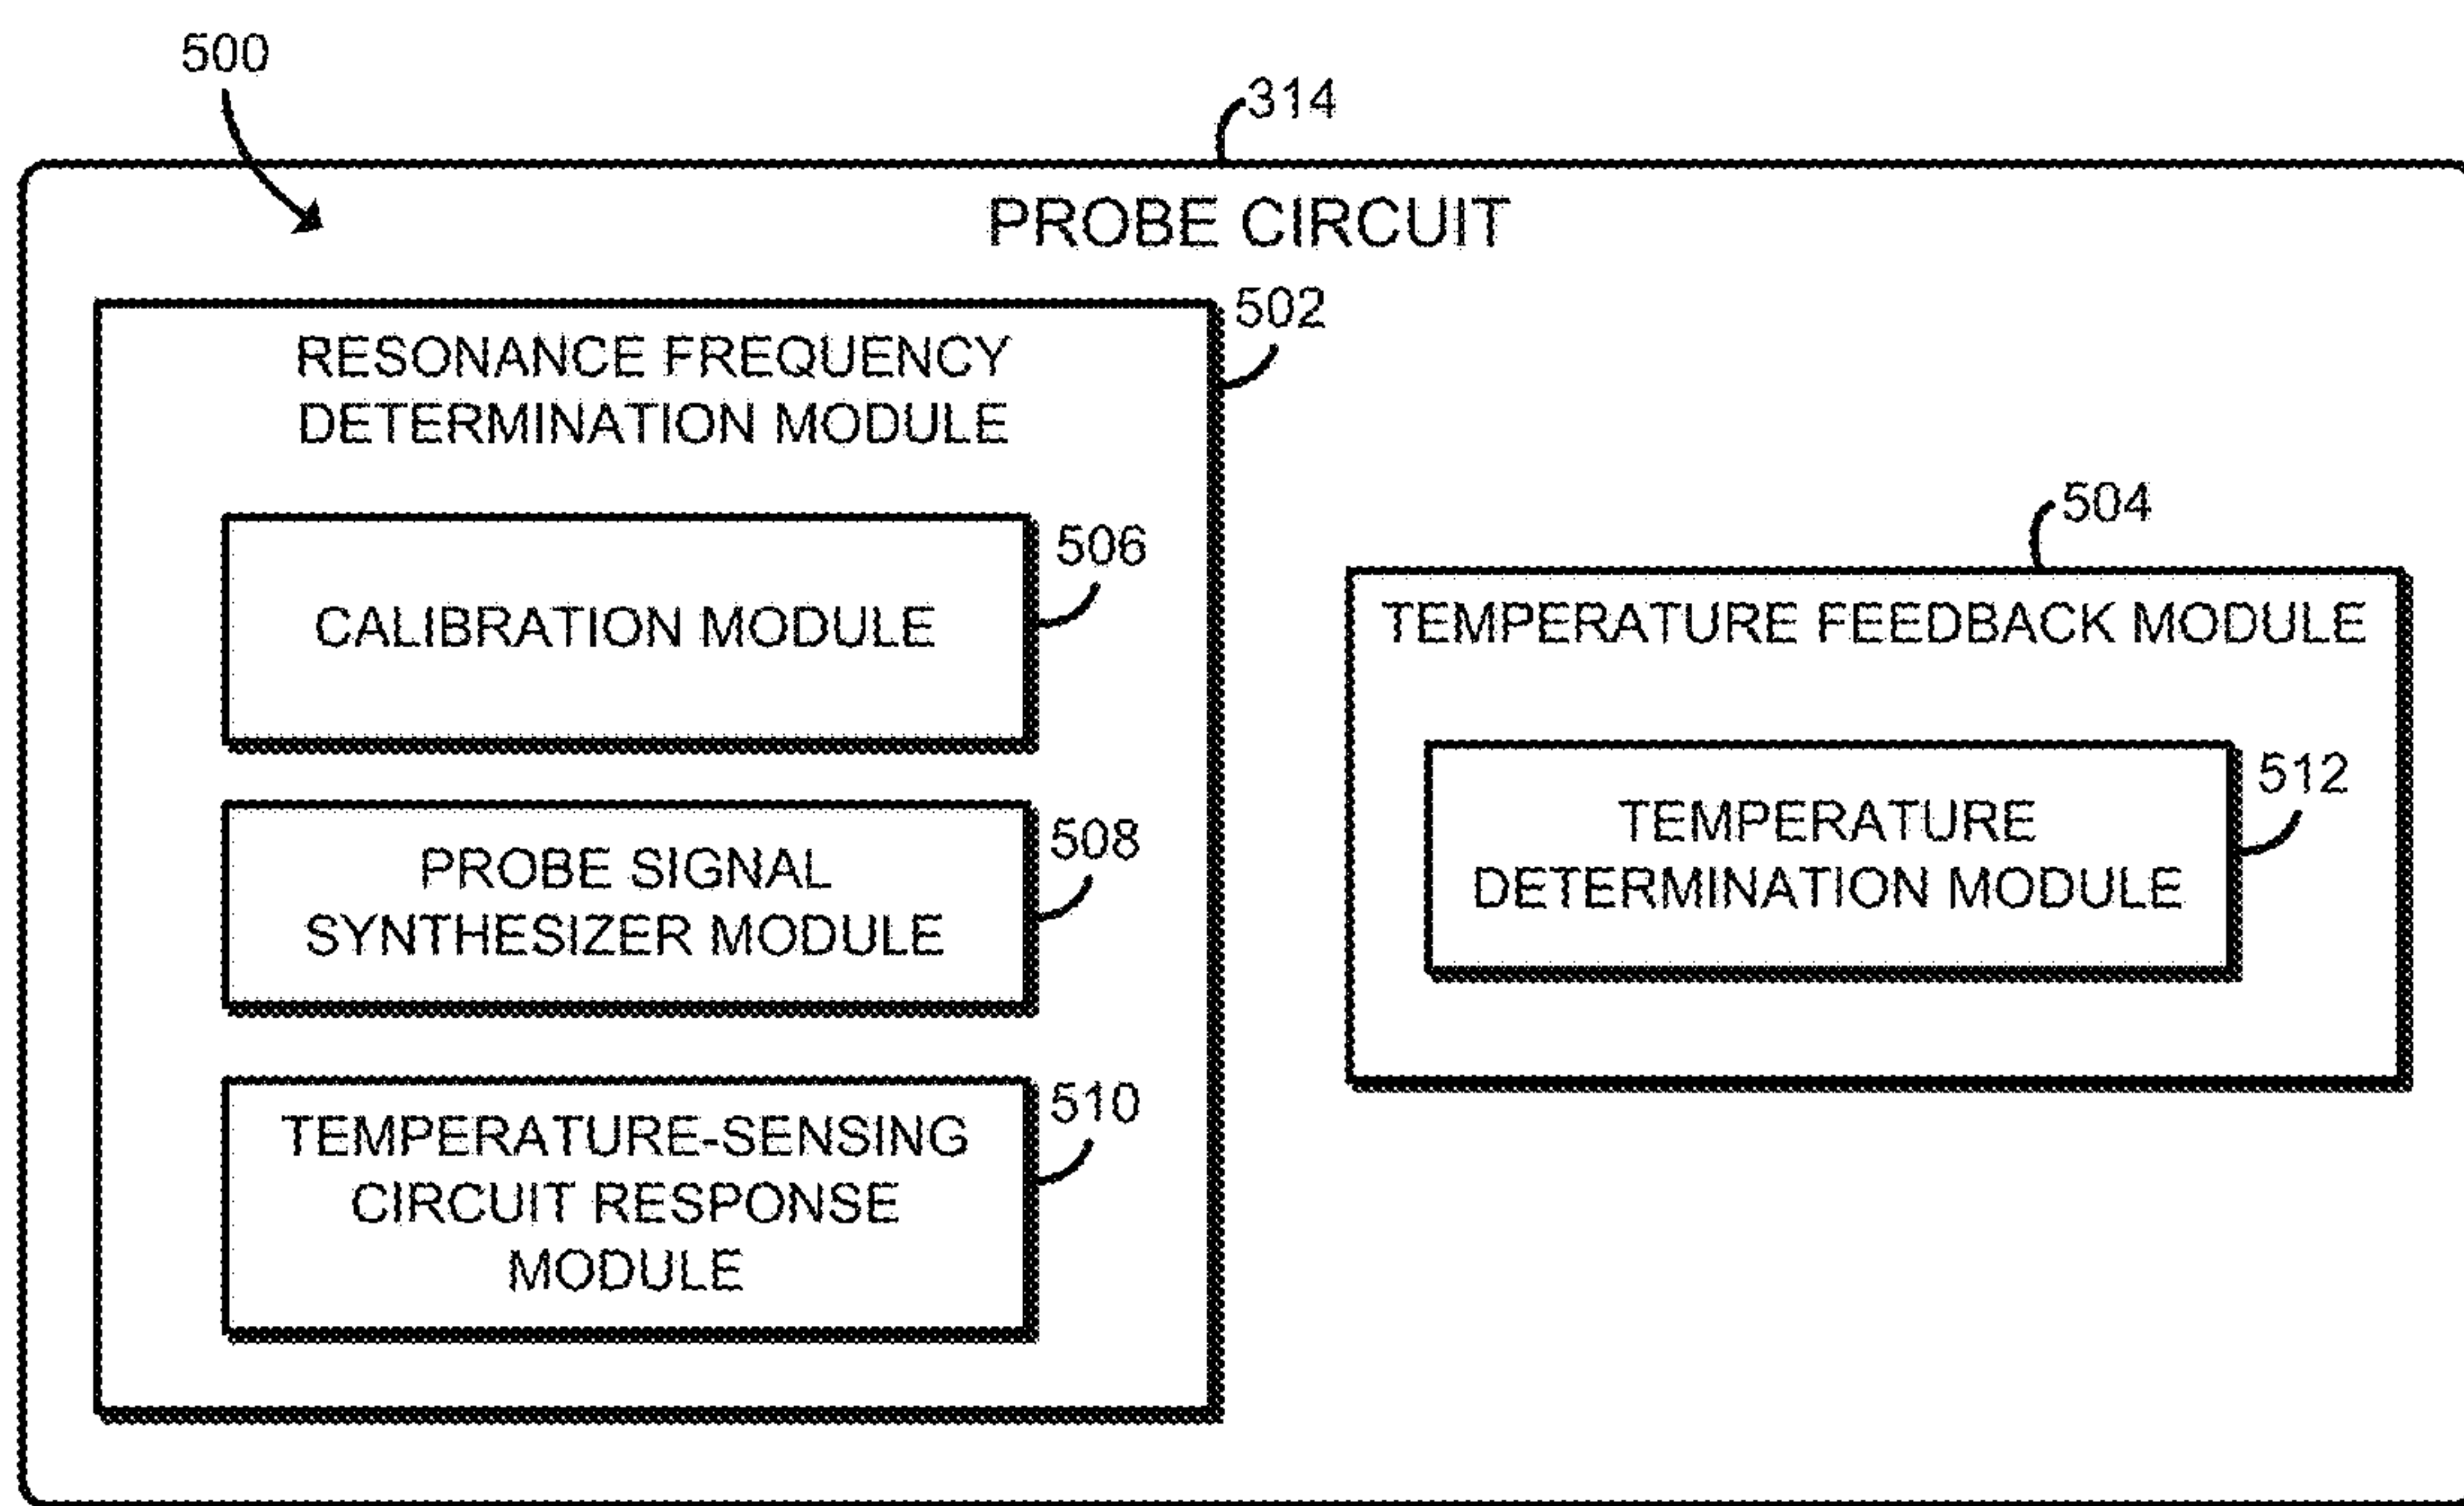 500
314
PROBE CIRCUIT
502
RESONANCE FREQUENCY
DETERMINATION MODULE
506
CALIBRATION MODULE
508
PROBE SIGNAL
SYNTHESIZER MODULE
510
TEMPERATURE-SENSING
CIRCUIT RESPONSE
MODULE
504
TEMPERATURE FEEDBACK MODULE
512
TEMPERATURE
DETERMINATION MODULE